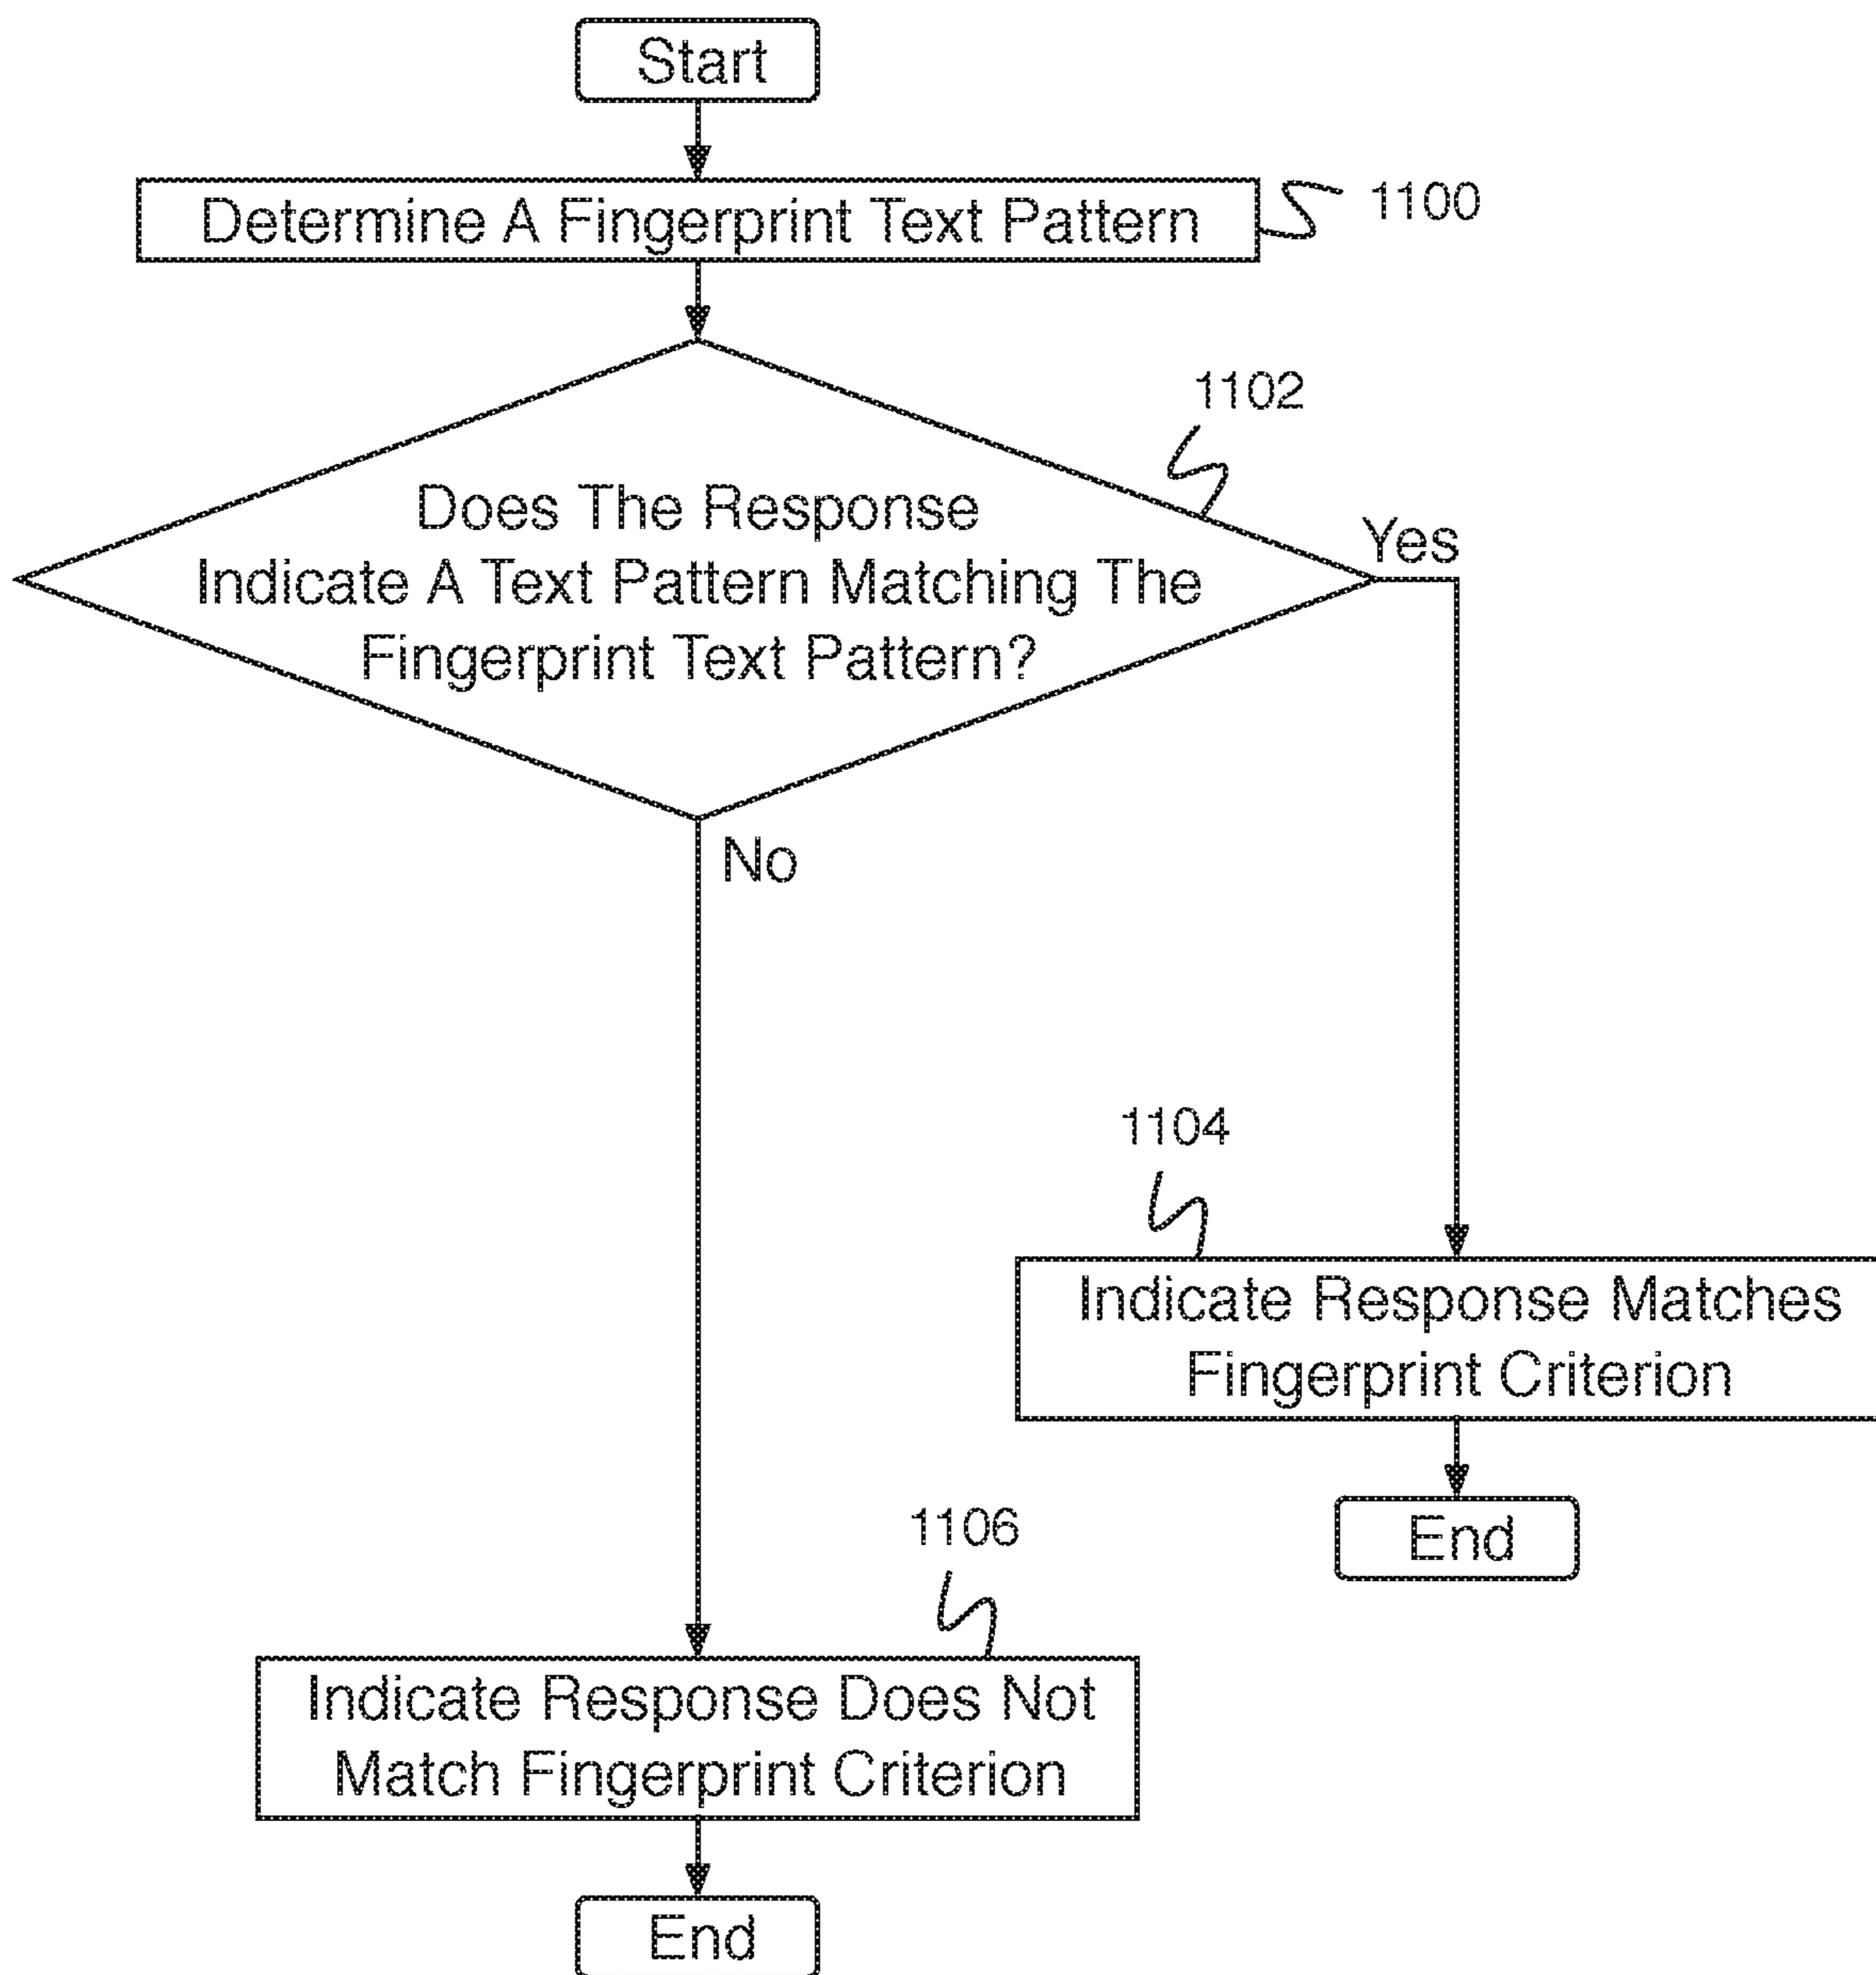 Start
Determine A Fingerprint Text Pattern
1100
1102
Does The Response
Indicate A Text Pattern Matching The
Fingerprint Text Pattern?
Yes
No
1104
Indicate Response Matches
Fingerprint Criterion
End
1106
Indicate Response Does Not
Match Fingerprint Criterion
End